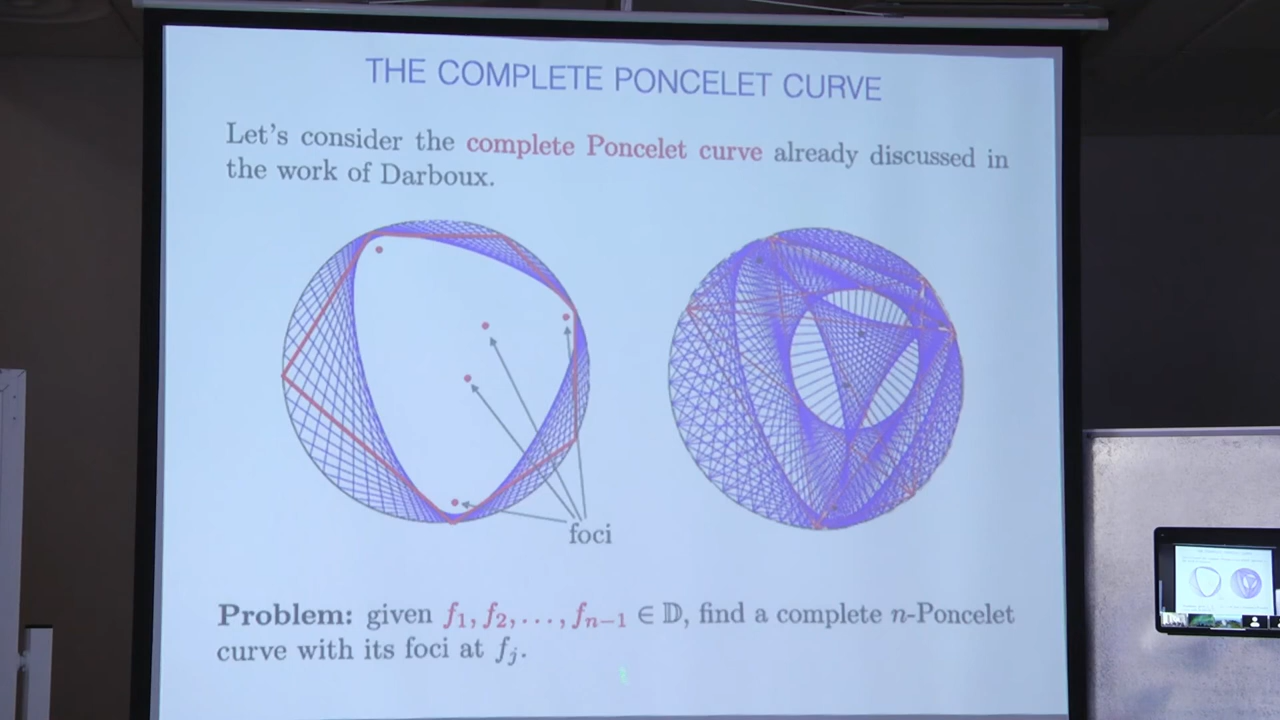 THE COMPLETE PONCELET CURVE
Let's consider the complete Poncelet curve already discussed in
the work of Darboux.
foci
Problem: given f₁, f₂, . . . , fₙ₋₁ ∈ 𝔻, find a complete n-Poncelet
curve with its foci at fⱼ.